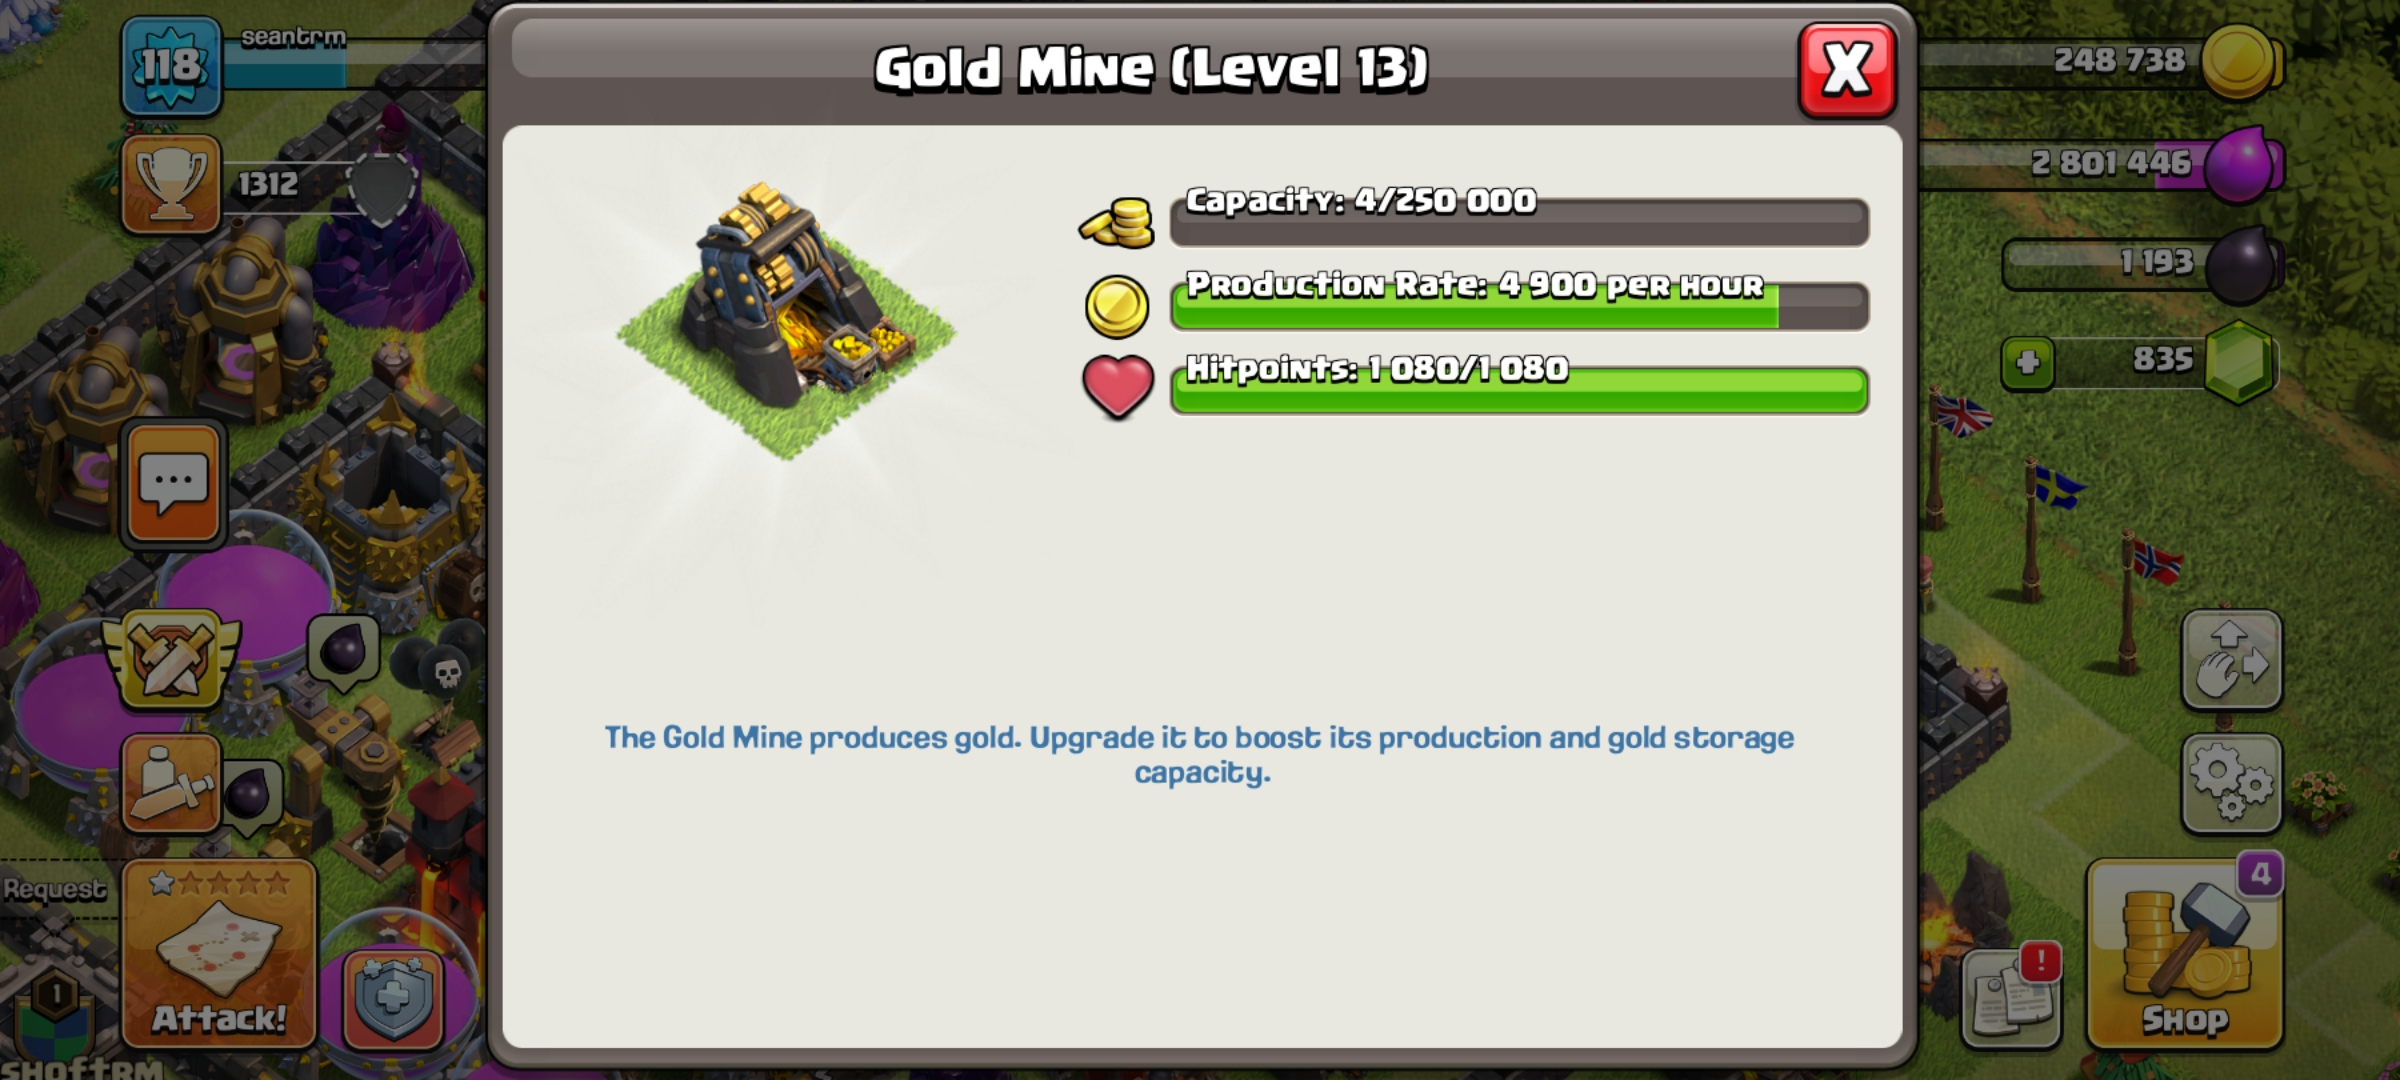 118
seantrm
1312
Gold Mine (Level 13)
X
Capacity: 4/250 000
Production Rate: 4 900 per hour
Hitpoints: 1 080/1 080
The Gold Mine produces gold. Upgrade it to boost its production and gold storage
capacity.
248 738
2 801 446
1 193
+
835
Request
Attack!
1
shoftrm
4
!
Shop